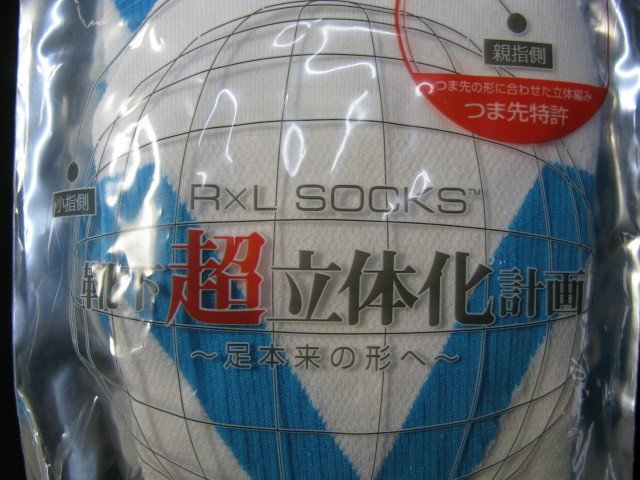 親指側
つま先の形に合わせた立体編み
つま先特許
小指側
R×L SOCKS™
靴下超立体化計画
～足本来の形へ～